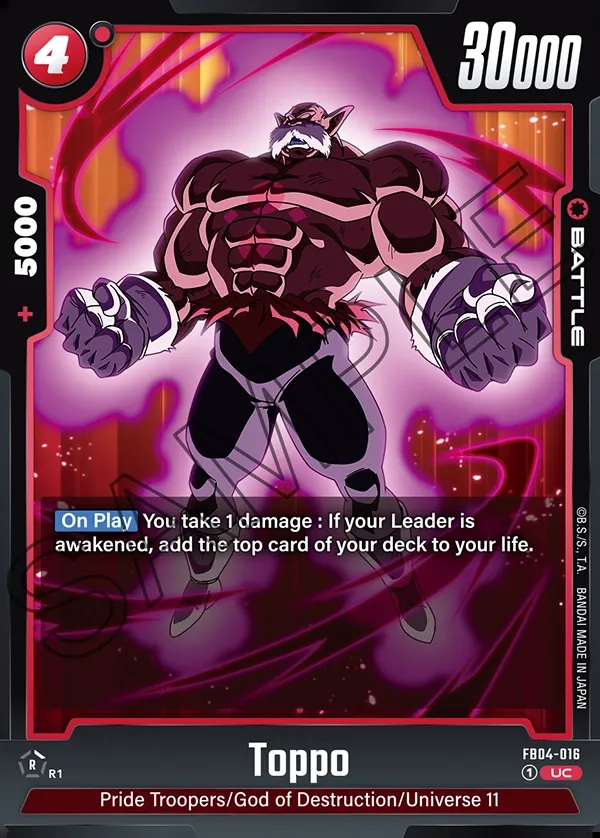 4
30000
+ 5000
BATTLE
SAMPLE
On Play You take 1 damage : If your Leader is
awakened, add the top card of your deck to your life.
©B.S./S., T.A. BANDAI MADE IN JAPAN
R R1
Toppo
FB04-016
1 UC
Pride Troopers/God of Destruction/Universe 11